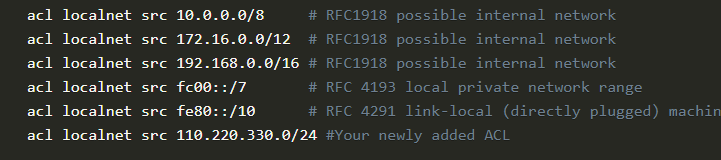 acl localnet src 10.0.0.0/8 # RFC1918 possible internal network
acl localnet src 172.16.0.0/12 # RFC1918 possible internal network
acl localnet src 192.168.0.0/16 # RFC1918 possible internal network
acl localnet src fc00::/7 # RFC 4193 local private network range
acl localnet src fe80::/10 # RFC 4291 link-local (directly plugged) machin
acl localnet src 110.220.330.0/24 #Your newly added ACL